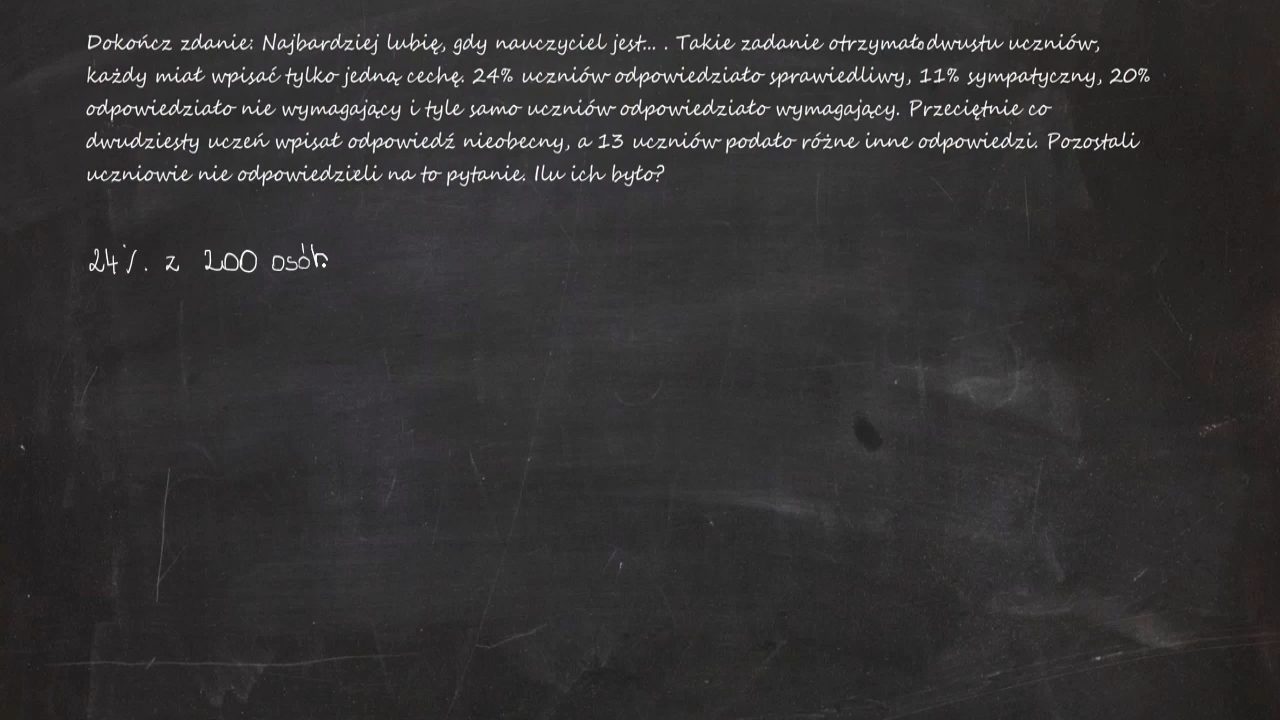 Dokończ zdanie: Najbardziej lubię, gdy nauczyciel jest... . Takie zadanie otrzymało dwustu uczniów,
każdy miał wpisać tylko jedną cechę. 24% uczniów odpowiedziało sprawiedliwy, 11% sympatyczny, 20%
odpowiedziało nie wymagający i tyle samo uczniów odpowiedziało wymagający. Przeciętnie co
dwudziesty uczeń wpisał odpowiedź nieobecny, a 13 uczniów podało różne inne odpowiedzi. Pozostali
uczniowie nie odpowiedzieli na to pytanie. Ilu ich było?
24%. z 200 osób